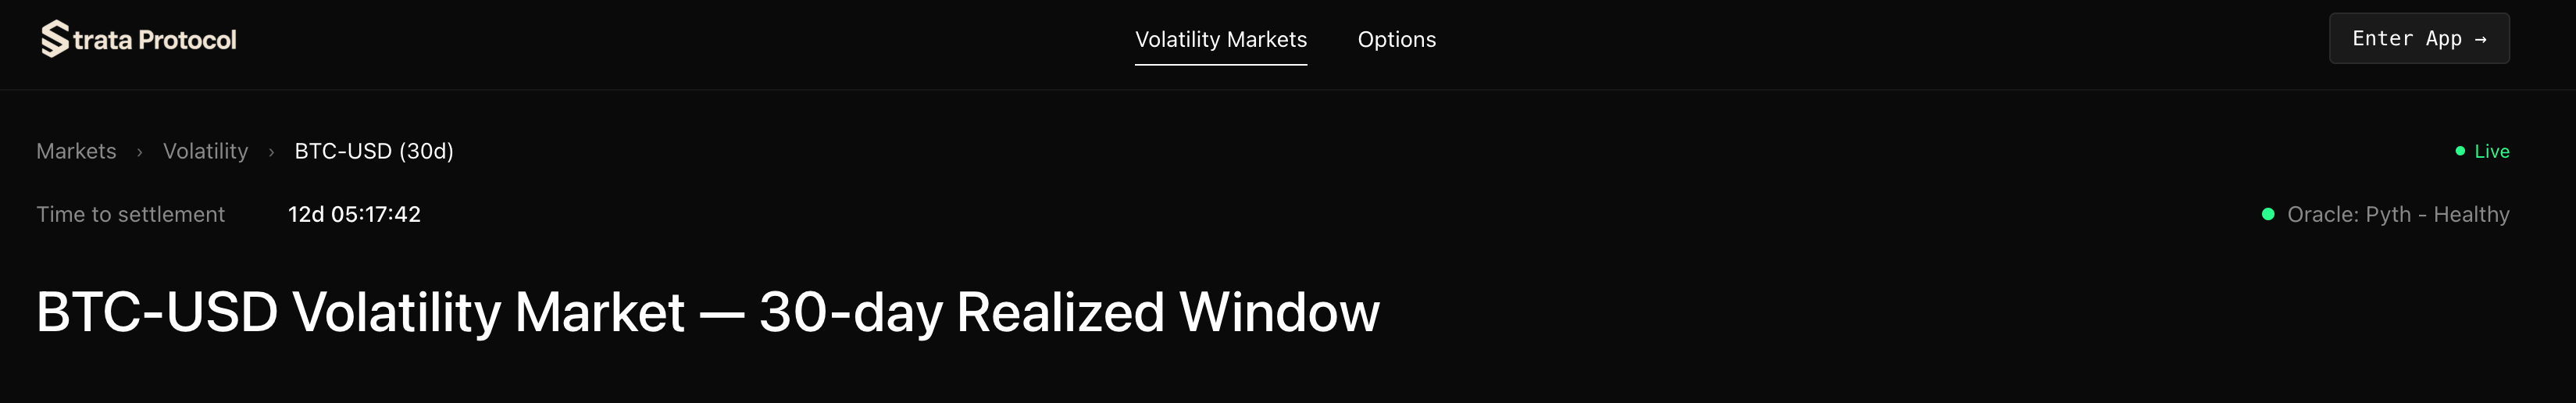 Strata Protocol
Volatility Markets
Options
Enter App →
Markets › Volatility › BTC-USD (30d)
Live
Time to settlement 12d 05:17:42
Oracle: Pyth - Healthy
BTC-USD Volatility Market — 30-day Realized Window